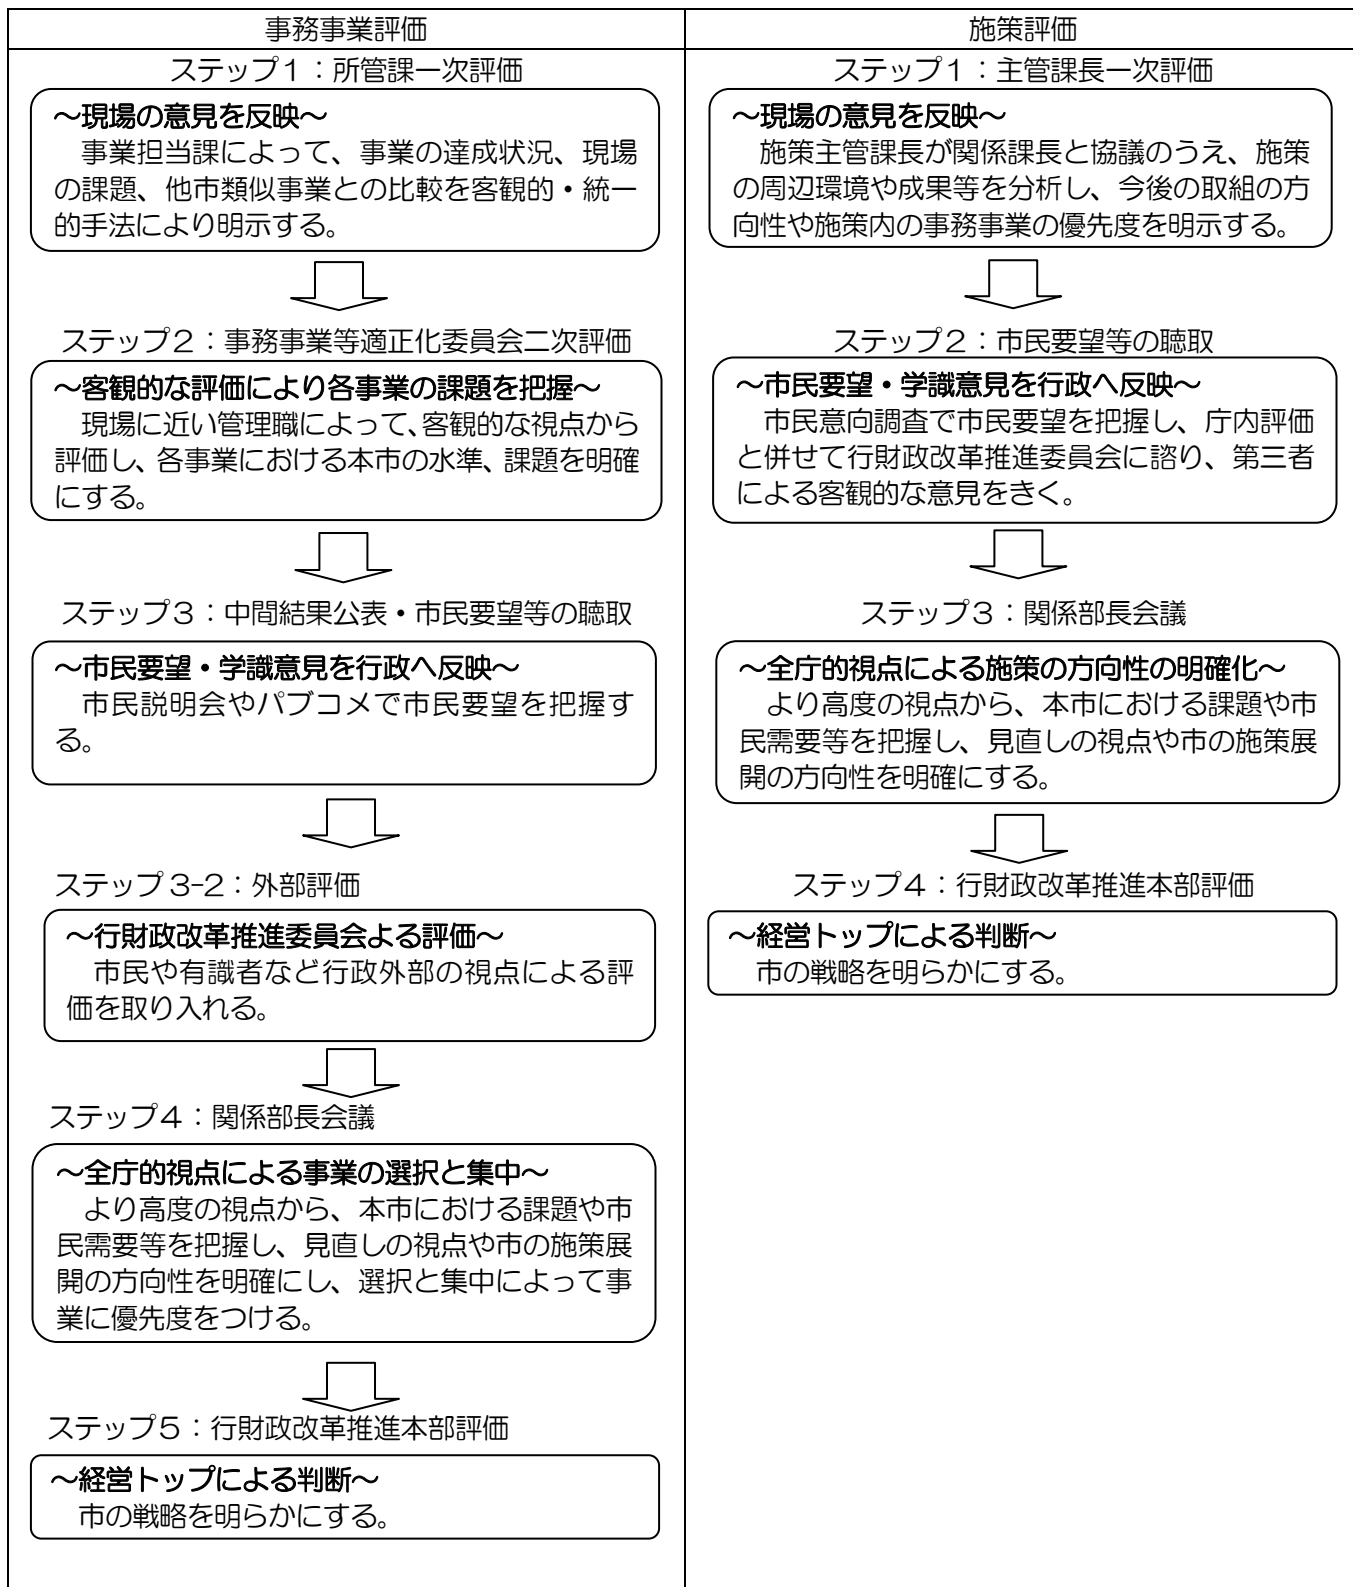 事務事業評価
ステップ１：所管課一次評価
～現場の意見を反映～
事業担当課によって、事業の達成状況、現場
の課題、他市類似事業との比較を客観的・統一
的手法により明示する。
ステップ２：事務事業等適正化委員会二次評価
～客観的な評価により各事業の課題を把握～
現場に近い管理職によって、客観的な視点から
評価し、各事業における本市の水準、課題を明確
にする。
ステップ３：中間結果公表・市民要望等の聴取
～市民要望・学識意見を行政へ反映～
市民説明会やパブコメで市民要望を把握す
る。
ステップ 3-2：外部評価
～行財政改革推進委員会よる評価～
市民や有識者など行政外部の視点による評
価を取り入れる。
ステップ４：関係部長会議
～全庁的視点による事業の選択と集中～
より高度の視点から、本市における課題や市
民需要等を把握し、見直しの視点や市の施策展
開の方向性を明確にし、選択と集中によって事
業に優先度をつける。
ステップ５：行財政改革推進本部評価
～経営トップによる判断～
市の戦略を明らかにする。
施策評価
ステップ１：主管課長一次評価
～現場の意見を反映～
施策主管課長が関係課長と協議のうえ、施策
の周辺環境や成果等を分析し、今後の取組の方
向性や施策内の事務事業の優先度を明示する。
ステップ２：市民要望等の聴取
～市民要望・学識意見を行政へ反映～
市民意向調査で市民要望を把握し、庁内評価
と併せて行財政改革推進委員会に諮り、第三者
による客観的な意見をきく。
ステップ３：関係部長会議
～全庁的視点による施策の方向性の明確化～
より高度の視点から、本市における課題や市
民需要等を把握し、見直しの視点や市の施策展
開の方向性を明確にする。
ステップ４：行財政改革推進本部評価
～経営トップによる判断～
市の戦略を明らかにする。